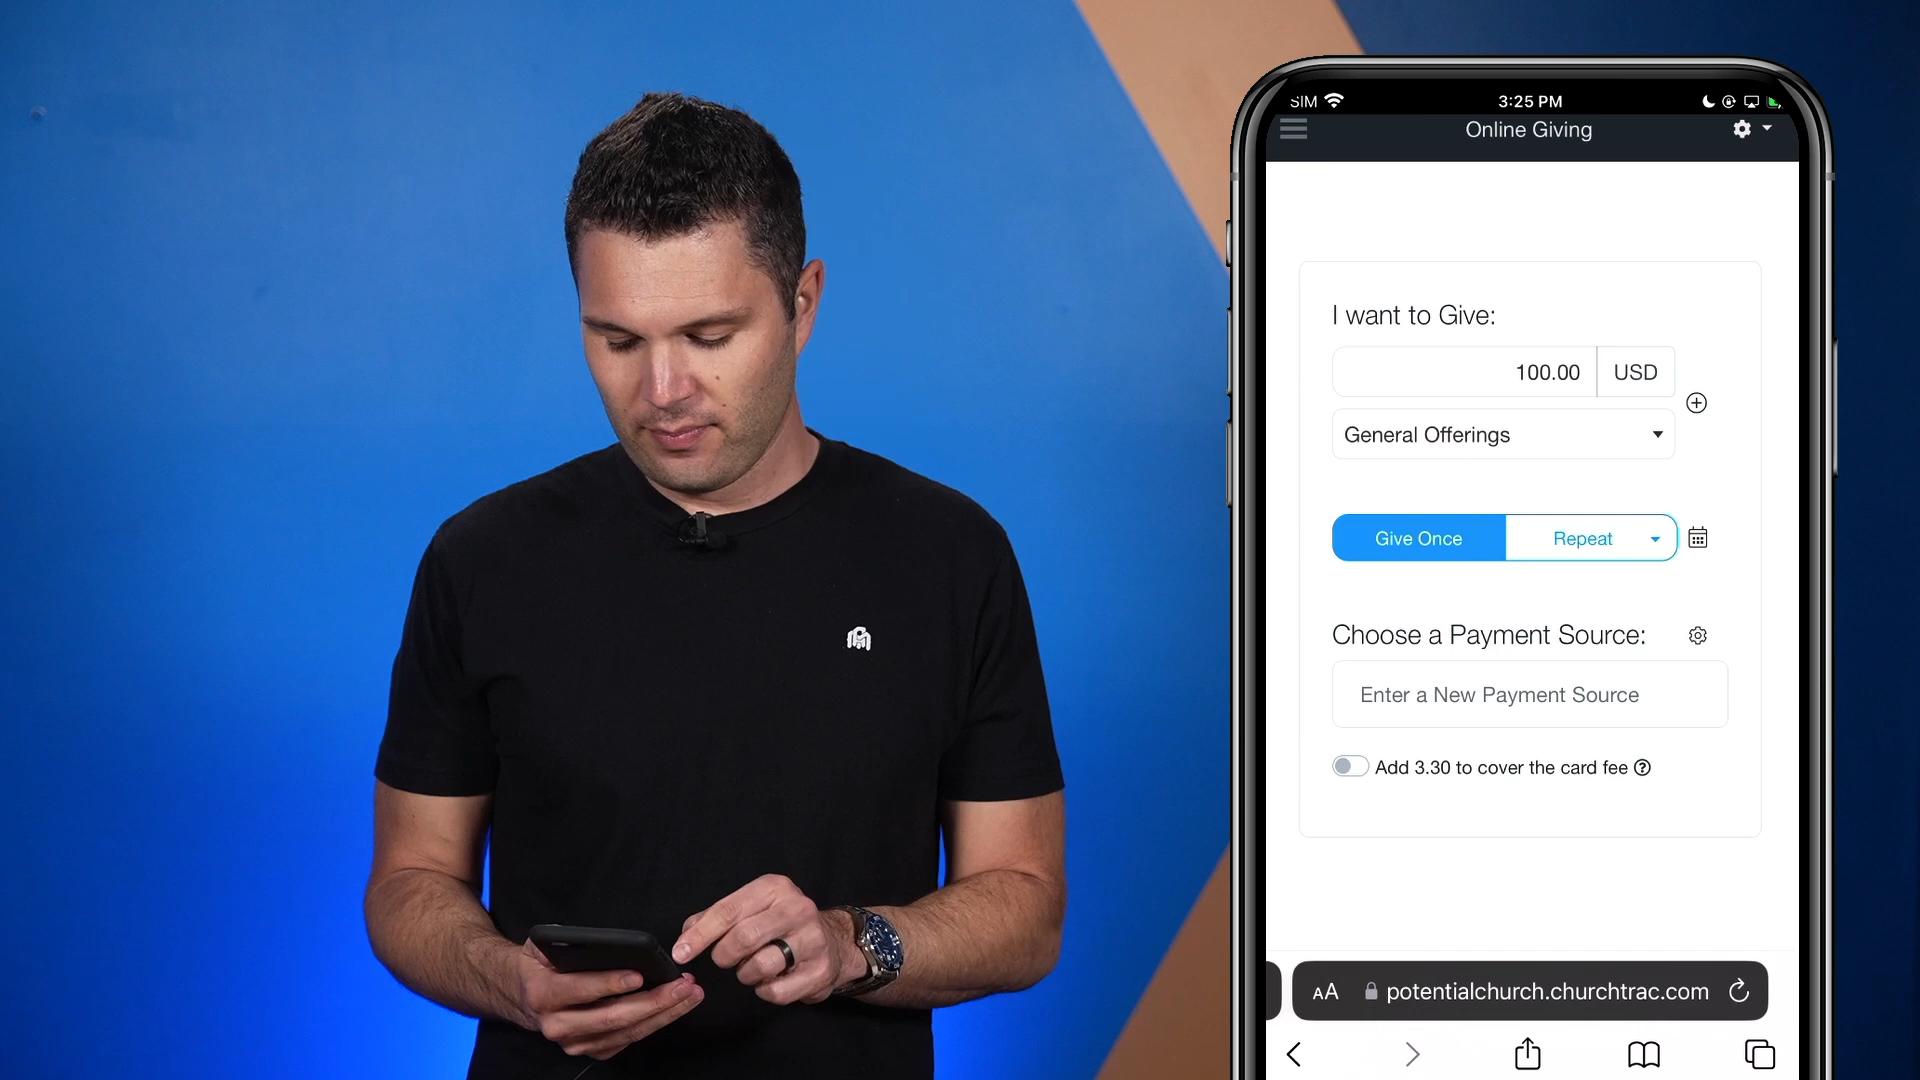 SIM 3:25 PM
Online Giving
I want to Give:
100.00 USD
General Offerings
Give Once Repeat
Choose a Payment Source:
Enter a New Payment Source
Add 3.30 to cover the card fee ?
AA potentialchurch.churchtrac.com